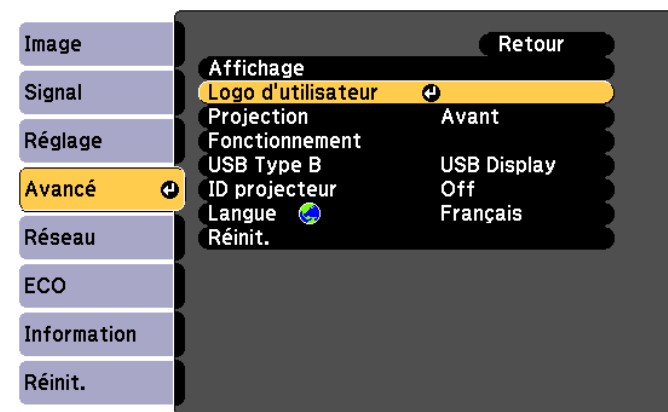 Image
Signal
Réglage
Avancé
Réseau
ECO
Information
Réinit.
Retour
Affichage
Logo d'utilisateur
Projection Avant
Fonctionnement
USB Type B USB Display
ID projecteur Off
Langue Français
Réinit.